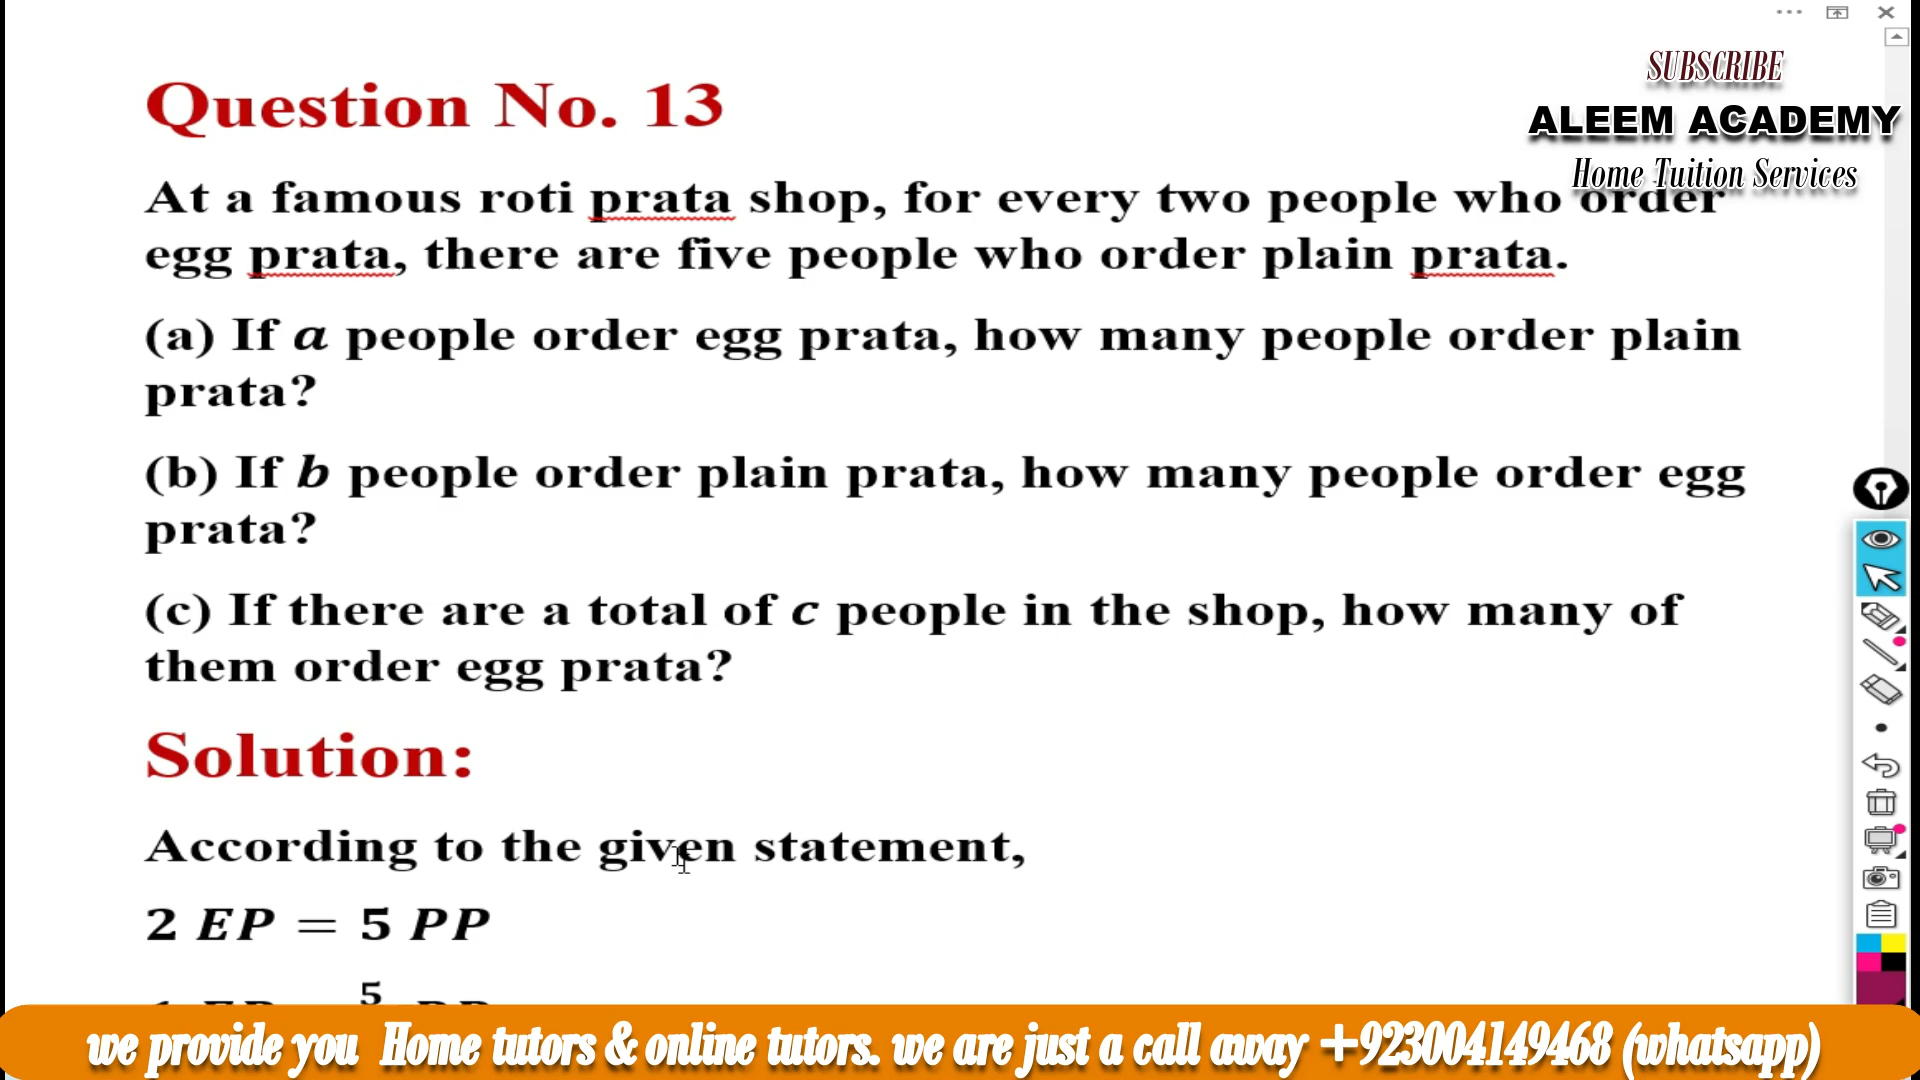 SUBSCRIBE
ALEEM ACADEMY
Home Tuition Services
Question No. 13
At a famous roti prata shop, for every two people who order
egg prata, there are five people who order plain prata.
(a) If a people order egg prata, how many people order plain
prata?
(b) If b people order plain prata, how many people order egg
prata?
(c) If there are a total of c people in the shop, how many of
them order egg prata?
Solution:
According to the given statement,
2 EP = 5 PP
5
we provide you Home tutors & online tutors. we are just a call away +923004149468 (whatsapp)